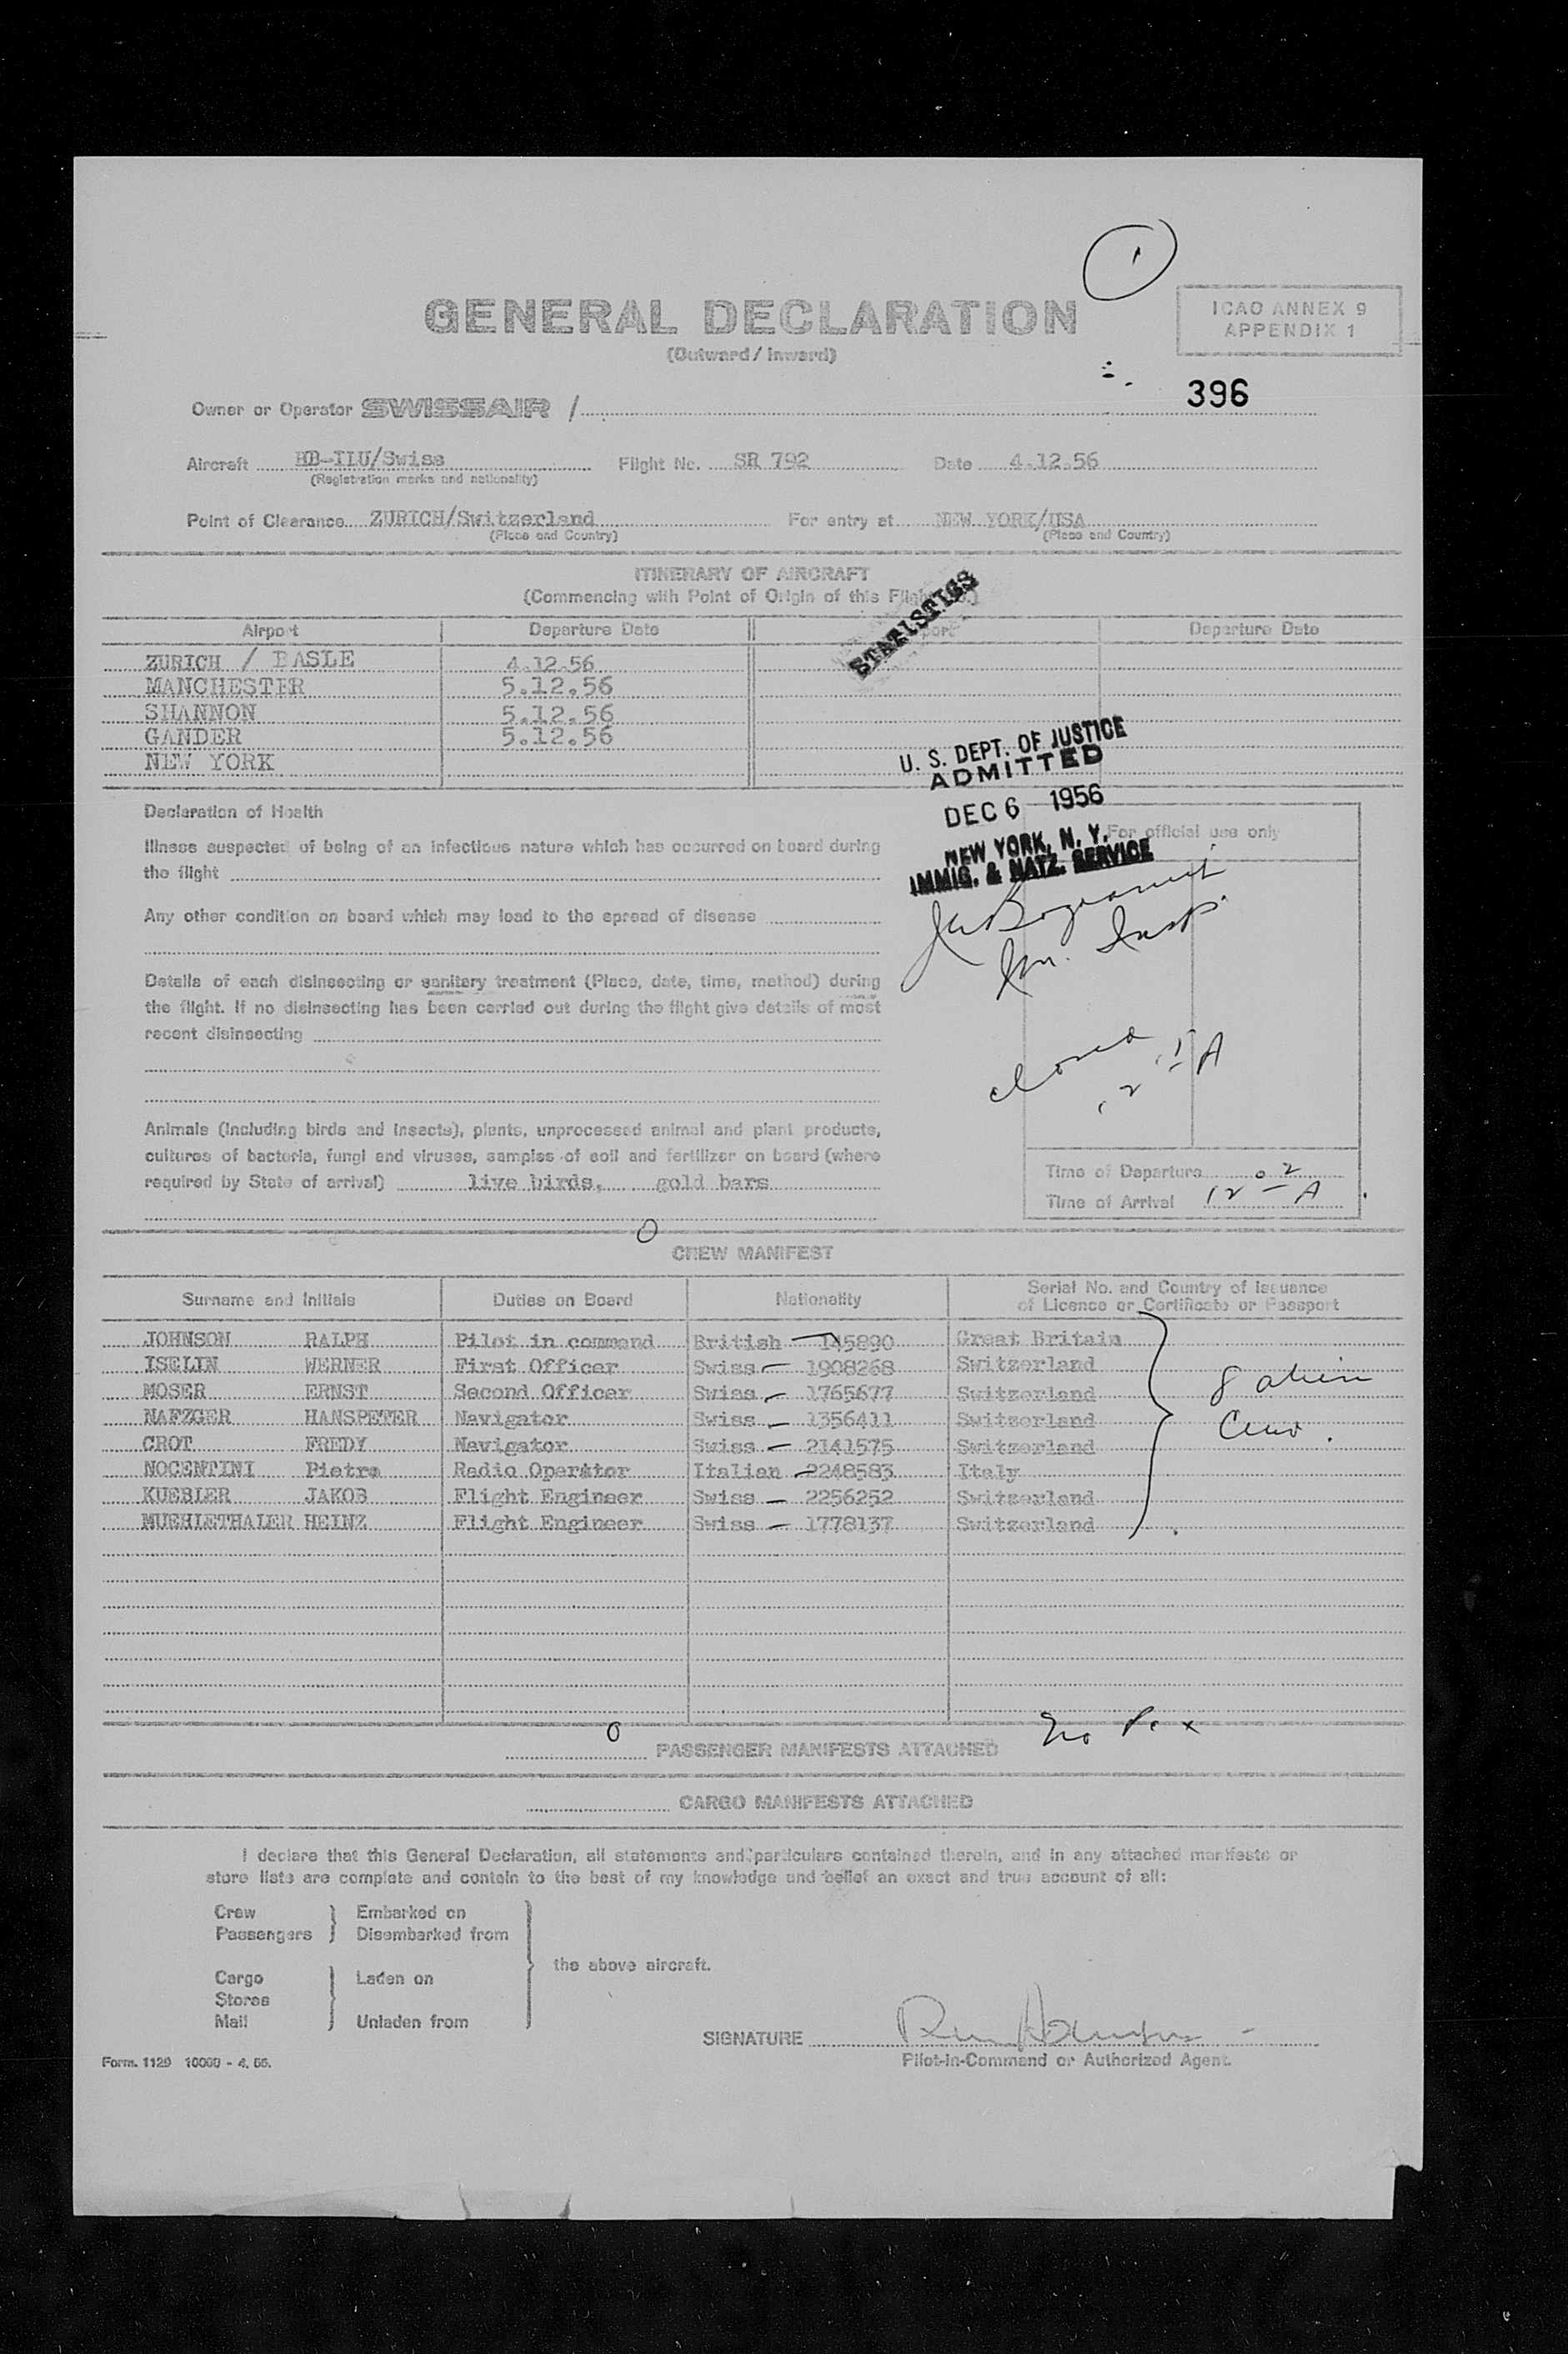 1
GENERAL DECLARATION
(Outward / Inward)
ICAO ANNEX 9
APPENDIX 1
396
Owner or Operator SWISSAIR /
Aircraft HB-ILU/Swiss Flight No. SR 792 Date 4.12.56
(Registration marks and nationality)
Point of Clearance ZURICH/Switzerland For entry at NEW YORK/USA
(Place and Country) (Place and Country)
ITINERARY OF AIRCRAFT
(Commencing with Point of Origin of this
STATISTICS
Airport Departure Date Departure Date
ZURICH / BASLE 4.12.56
MANCHESTER 5.12.56
SHANNON 5.12.56
GANDER 5.12.56
NEW YORK
U. S. DEPT. OF JUSTICE
ADMITTED
DEC 6 1956
NEW YORK, N. Y.
IMMIG. & NATZ. SERVICE
Declaration of Health
For official use only
Illness suspected of being of an infectious nature which has occurred on board during
the flight
Any other condition on board which may lead to the spread of disease
Im. Insp.
Details of each disinsecting or sanitary treatment (Place, date, time, method) during
the flight. If no disinsecting has been carried out during the flight give details of most
recent disinsecting
closed
Animals (including birds and insects), plants, unprocessed animal and plant products,
cultures of bacteria, fungi and viruses, samples of soil and fertilizer on board (where
required by State of arrival) live birds, gold bars
Time of Departure
Time of Arrival 12 02 A
0
CREW MANIFEST
Surname and Initials Duties on Board Nationality Serial No. and Country of Issuance
of Licence or Certificate or Passport
JOHNSON RALPH Pilot in command British 145890 Great Britain
ISELIN WERNER First Officer Swiss 1908268 Switzerland
MOSER ERNST Second Officer Swiss 1765677 Switzerland
NAFZGER HANSPETER Navigator Swiss 1356411 Switzerland
CROT FREDY Navigator Swiss 2141575 Switzerland
NOCENTINI Pietro Radio Operator Italian 2248583 Italy
KUEBLER JAKOB Flight Engineer Swiss 2256252 Switzerland
MUEHLETHALER HEINZ Flight Engineer Swiss 1778137 Switzerland
8 alien
Crew.
0 PASSENGER MANIFESTS ATTACHED No Pax
CARGO MANIFESTS ATTACHED
I declare that this General Declaration, all statements and particulars contained therein, and in any attached manifests or
store lists are complete and contain to the best of my knowledge and belief an exact and true account of all:
Crew Embarked on
Passengers Disembarked from
the above aircraft.
Cargo Laden on
Stores
Mail Unladen from
SIGNATURE
Pilot-in-Command or Authorized Agent.
Form. 1129 10000 - 4. 56.